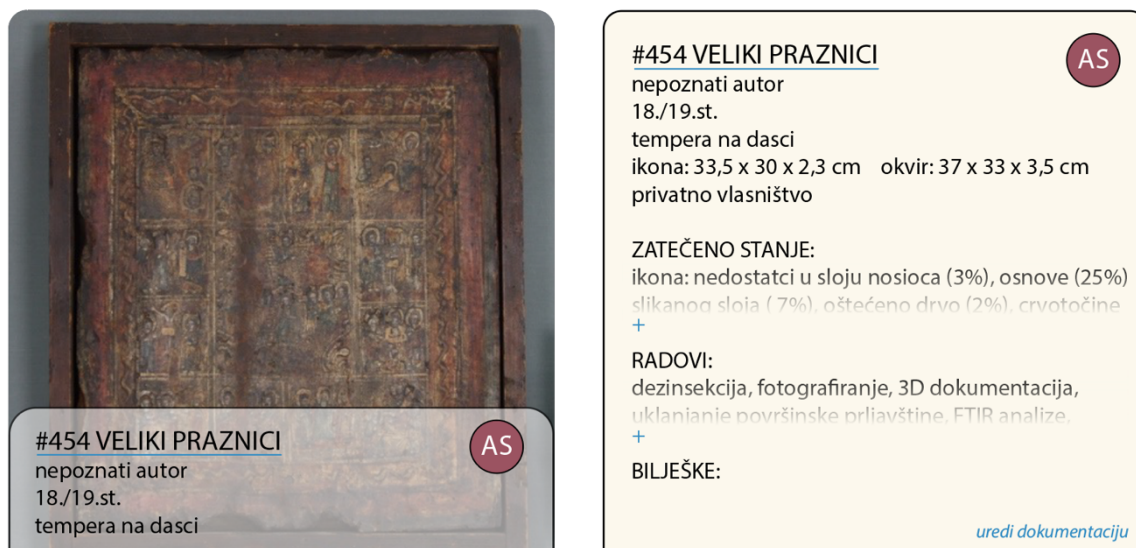 #454 VELIKI PRAZNICI
AS
nepoznati autor
18./19.st.
tempera na dasci
#454 VELIKI PRAZNICI
AS
nepoznati autor
18./19.st.
tempera na dasci
ikona: 33,5 x 30 x 2,3 cm okvir: 37 x 33 x 3,5 cm
privatno vlasništvo
ZATEČENO STANJE:
ikona: nedostatci u sloju nosioca (3%), osnove (25%)
slikanog sloja ( 7%), oštećeno drvo (2%), crvotočine
+
RADOVI:
dezinsekcija, fotografiranje, 3D dokumentacija,
uklanjanje površinske prljavštine, FTIR analize,
+
BILJEŠKE:
uredi dokumentaciju